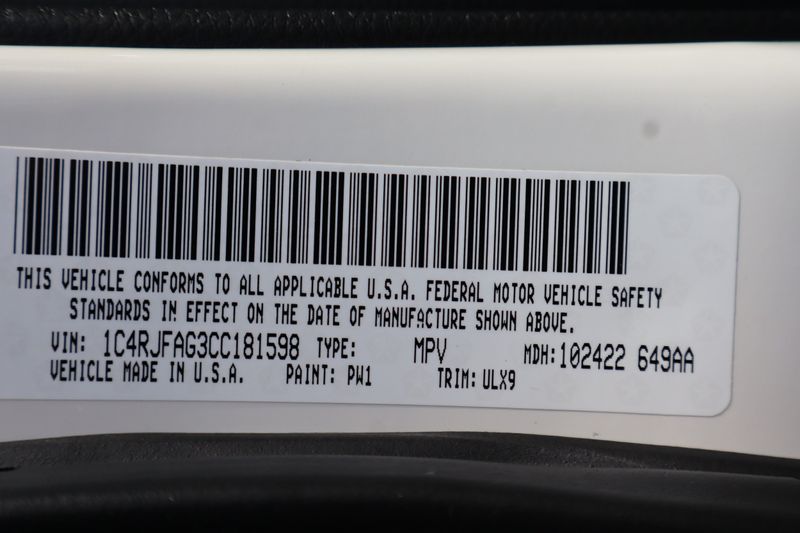 THIS VEHICLE CONFORMS TO ALL APPLICABLE U.S.A. FEDERAL MOTOR VEHICLE SAFETY
STANDARDS IN EFFECT ON THE DATE OF MANUFACTURE SHOWN ABOVE.
VIN: 1C4RJFAG3CC181598 TYPE: MPV MDH: 102422 649AA
VEHICLE MADE IN U.S.A. PAINT: PW1 TRIM: ULX9